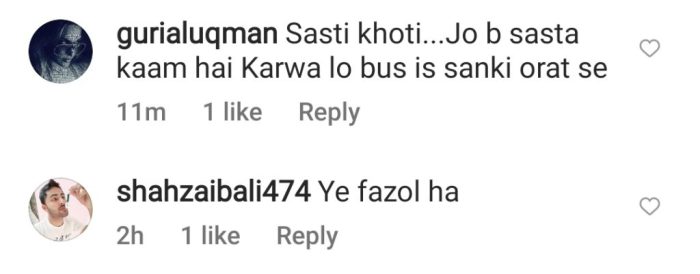 gurialuqman Sasti khoti...Jo b sasta
kaam hai Karwa lo bus is sanki orat se
11m 1 like Reply
shahzaibali474 Ye fazol ha
2h 1 like Reply